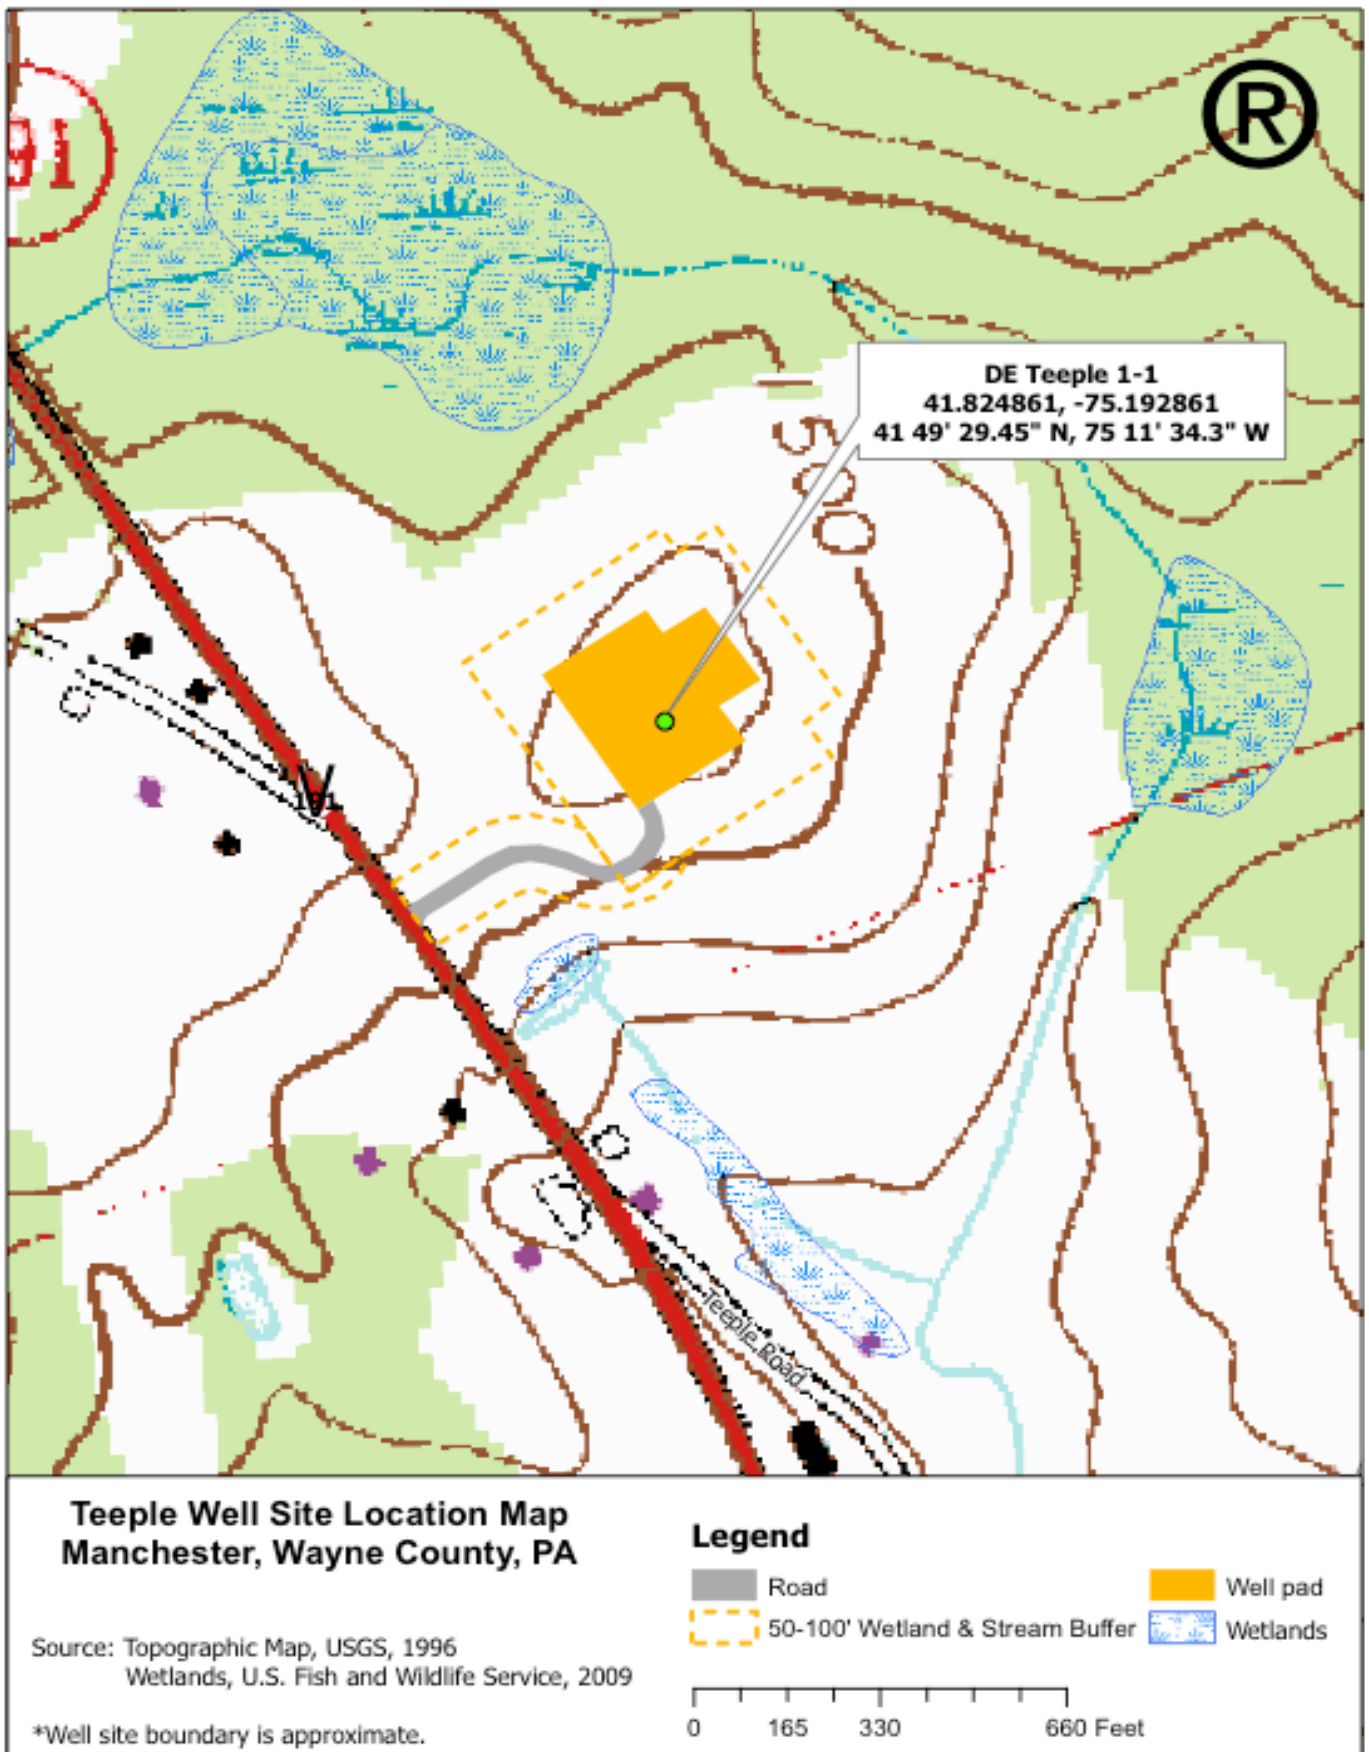 ®
91
DE Teeple 1-1
41.824861, -75.192861
41 49' 29.45" N, 75 11' 34.3" W
1500
191
Teeple Road
Teeple Well Site Location Map
Manchester, Wayne County, PA
Source: Topographic Map, USGS, 1996
Wetlands, U.S. Fish and Wildlife Service, 2009
*Well site boundary is approximate.
Legend
Road
Well pad
50-100' Wetland & Stream Buffer
Wetlands
0 165 330 660 Feet